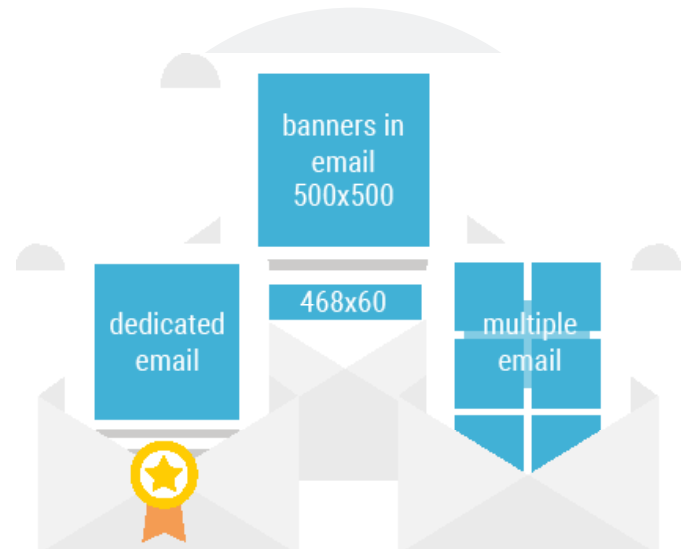 banners in
email
500x500
468x60
dedicated
email
multiple
email